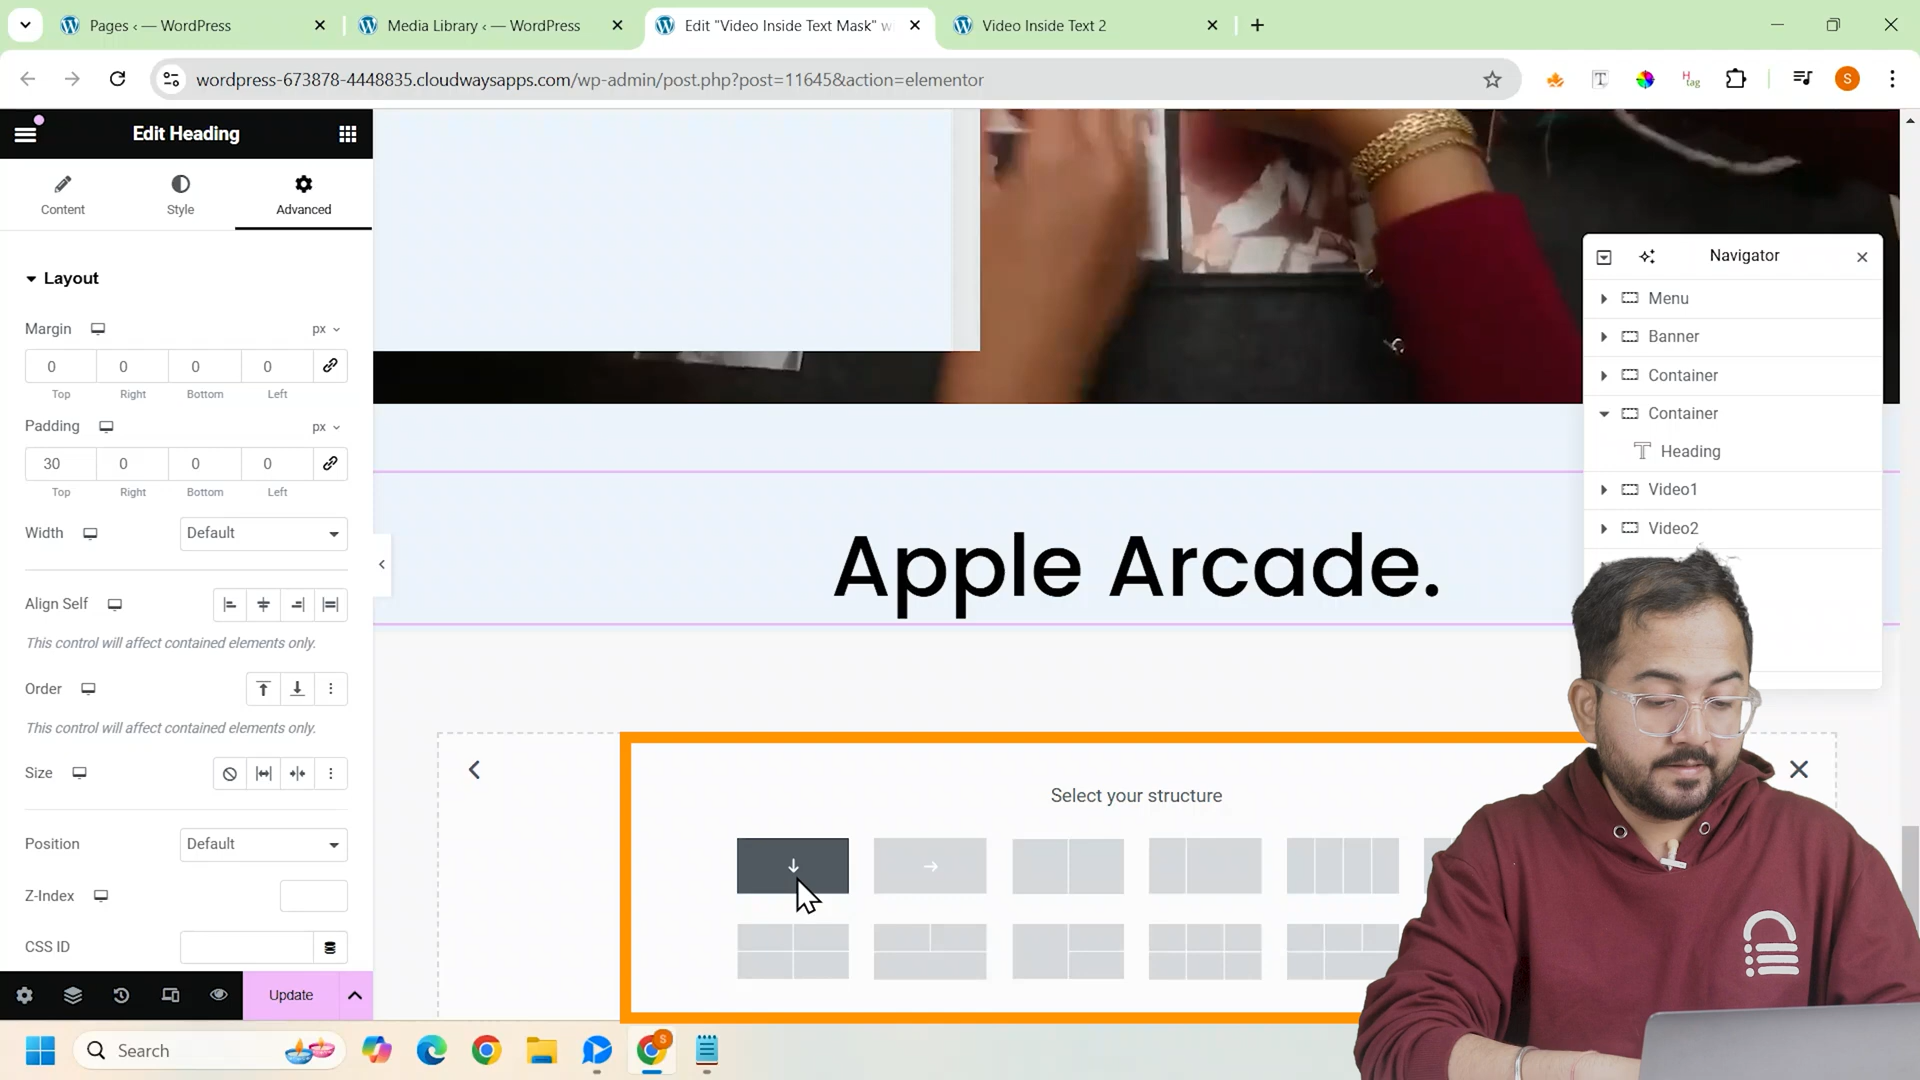 Pages ‹ — WordPress
Media Library ‹ — WordPress
Edit "Video Inside Text Mask" w
Video Inside Text 2
wordpress-673878-4448835.cloudwaysapps.com/wp-admin/post.php?post=11645&action=elementor
T
H
tag
S
Edit Heading
Content
Style
Advanced
Layout
Margin
px
0
0
0
0
Top
Right
Bottom
Left
Padding
px
30
0
0
0
Top
Right
Bottom
Left
Width
Default
Align Self
This control will affect contained elements only.
Order
This control will affect contained elements only.
Size
Position
Default
Z-Index
CSS ID
Update
Navigator
Menu
Banner
Container
Container
Heading
Video1
Video2
Apple Arcade.
Select your structure
Search
S